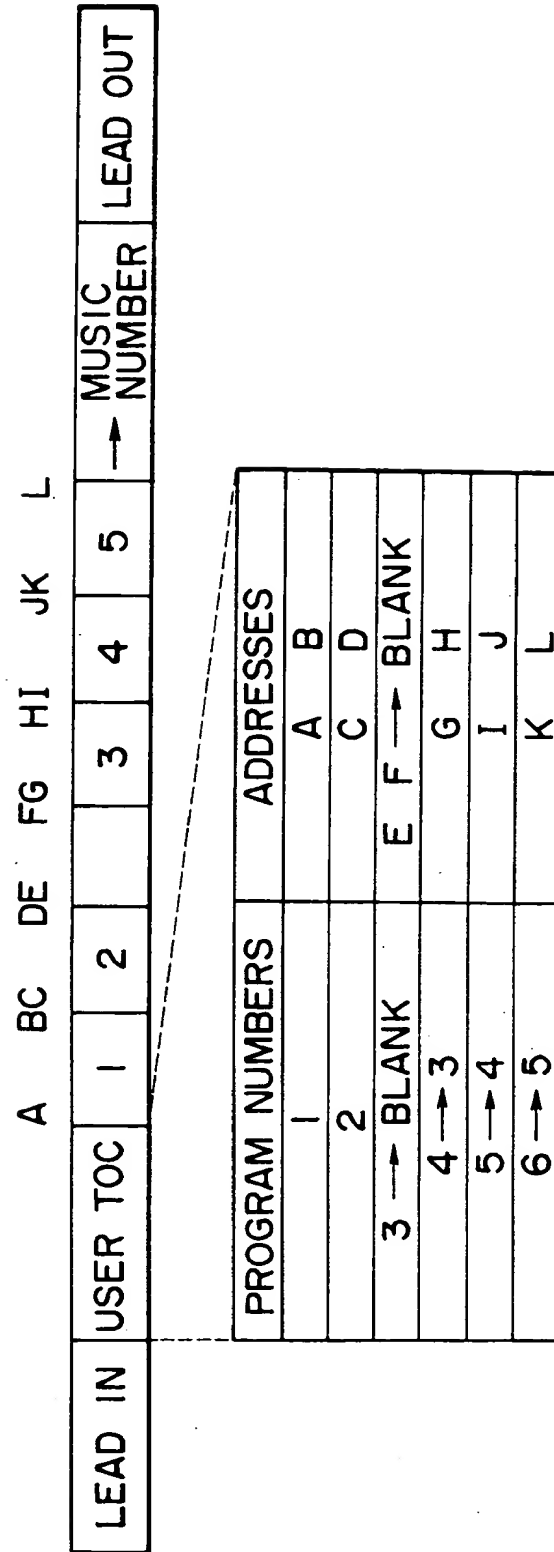 A BC DE FG HI JK L
LEAD IN USER TOC 1 2 3 4 5 → MUSIC NUMBER LEAD OUT
PROGRAM NUMBERS ADDRESSES
1 A B
2 C D
3 → BLANK E F → BLANK
4 → 3 G H
5 → 4 I J
6 → 5 K L